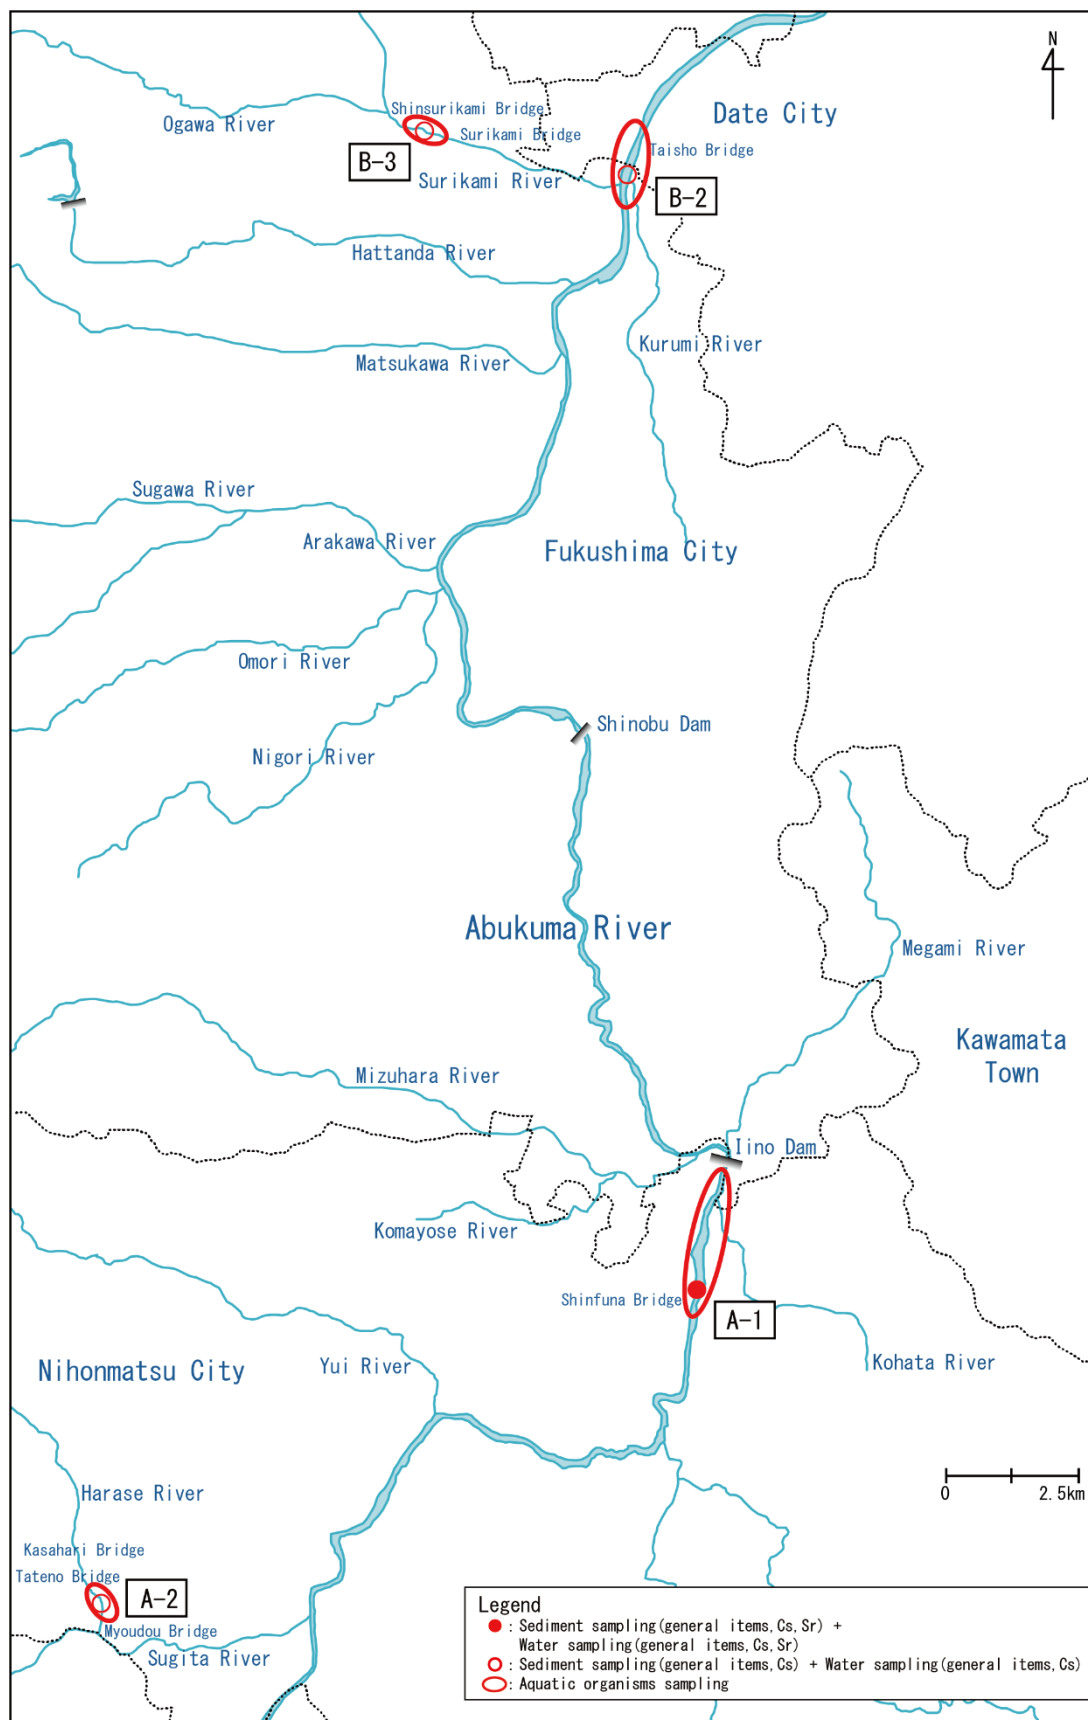 N
Date City
Shinsurikami Bridge
Ogawa River
Surikami Bridge
Taisho Bridge
B-3
Surikami River
B-2
Hattanda River
Kurumi River
Matsukawa River
Sugawa River
Arakawa River
Fukushima City
Omori River
Shinobu Dam
Nigori River
Abukuma River
Megami River
Kawamata
Town
Mizuhara River
Iino Dam
Komayose River
Shinfuna Bridge
A-1
Kohata River
Yui River
Nihonmatsu City
Harase River
0 2.5km
Kasahari Bridge
Tateno Bridge
A-2
Myoudou Bridge
Sugita River
Legend
: Sediment sampling(general items,Cs,Sr) +
Water sampling(general items,Cs,Sr)
: Sediment sampling(general items,Cs) + Water sampling(general items,Cs)
: Aquatic organisms sampling